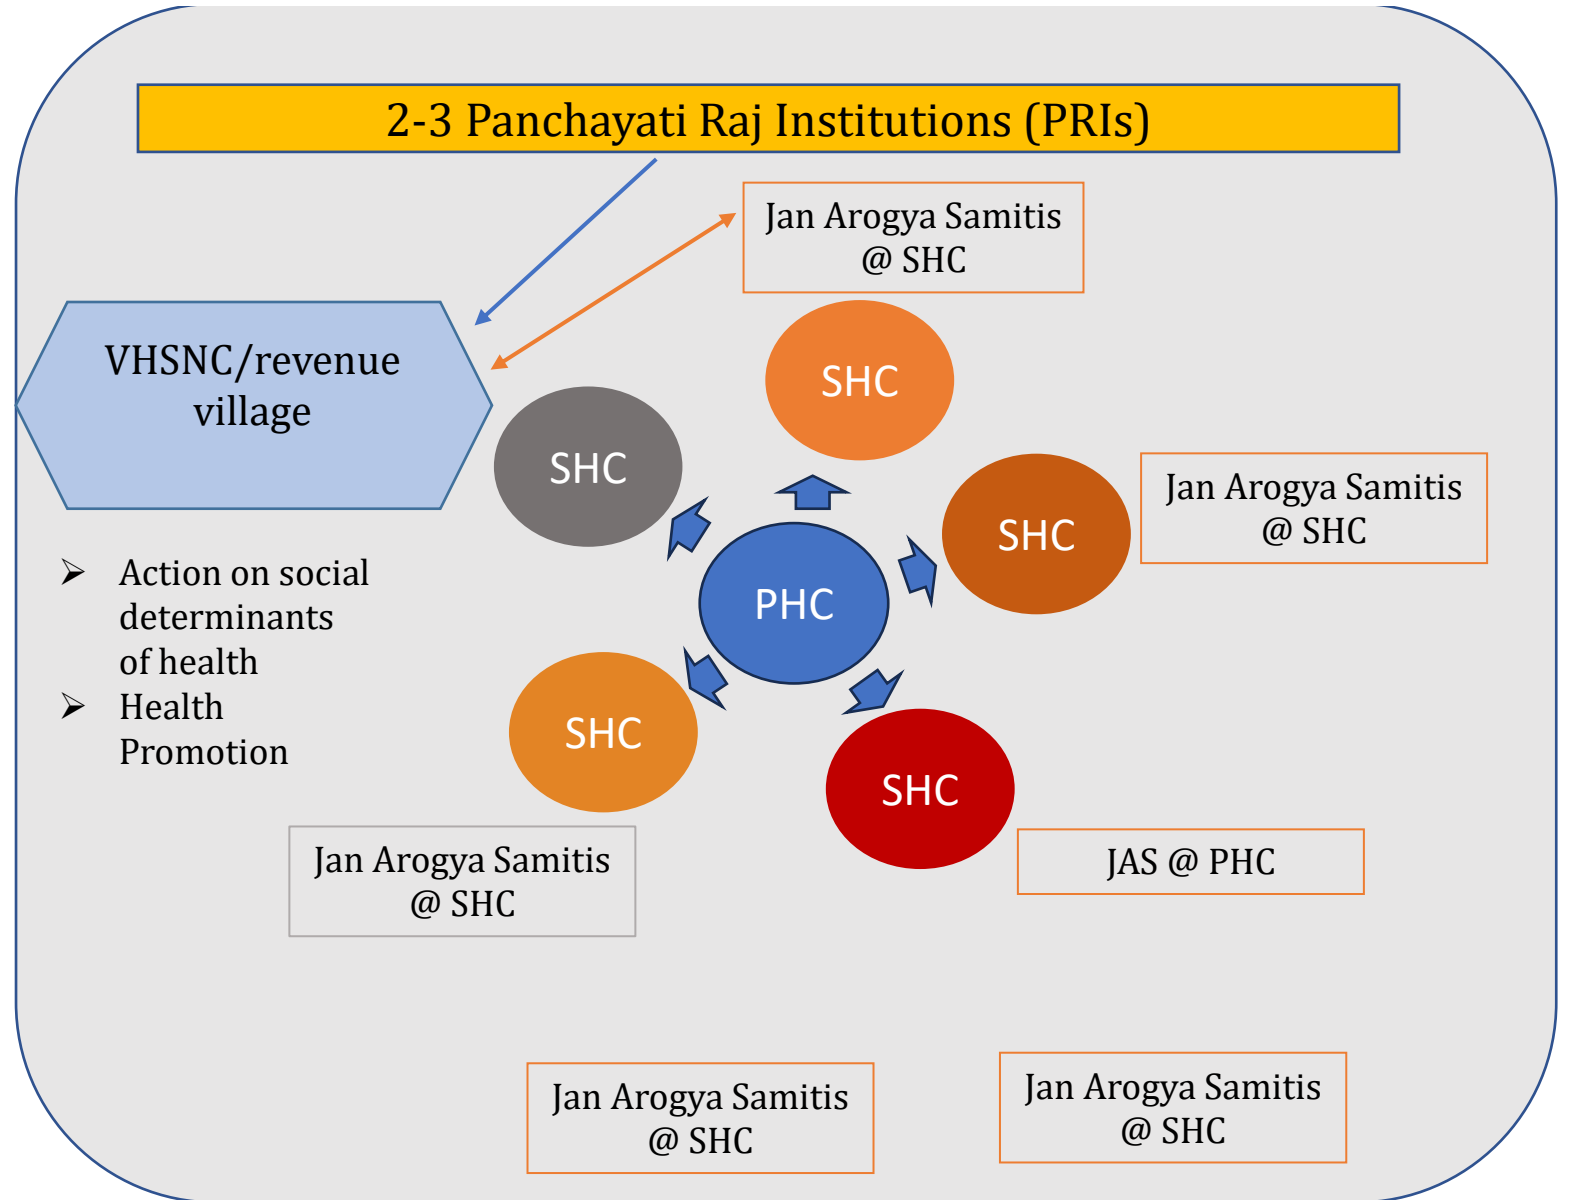 2-3 Panchayati Raj Institutions (PRIs)
Jan Arogya Samitis
@ SHC
VHSNC/revenue
village
SHC
SHC
Jan Arogya Samitis
@ SHC
SHC
PHC
➢ Action on social
determinants
of health
➢ Health
Promotion
SHC
SHC
Jan Arogya Samitis
@ SHC
JAS @ PHC
Jan Arogya Samitis
@ SHC
Jan Arogya Samitis
@ SHC